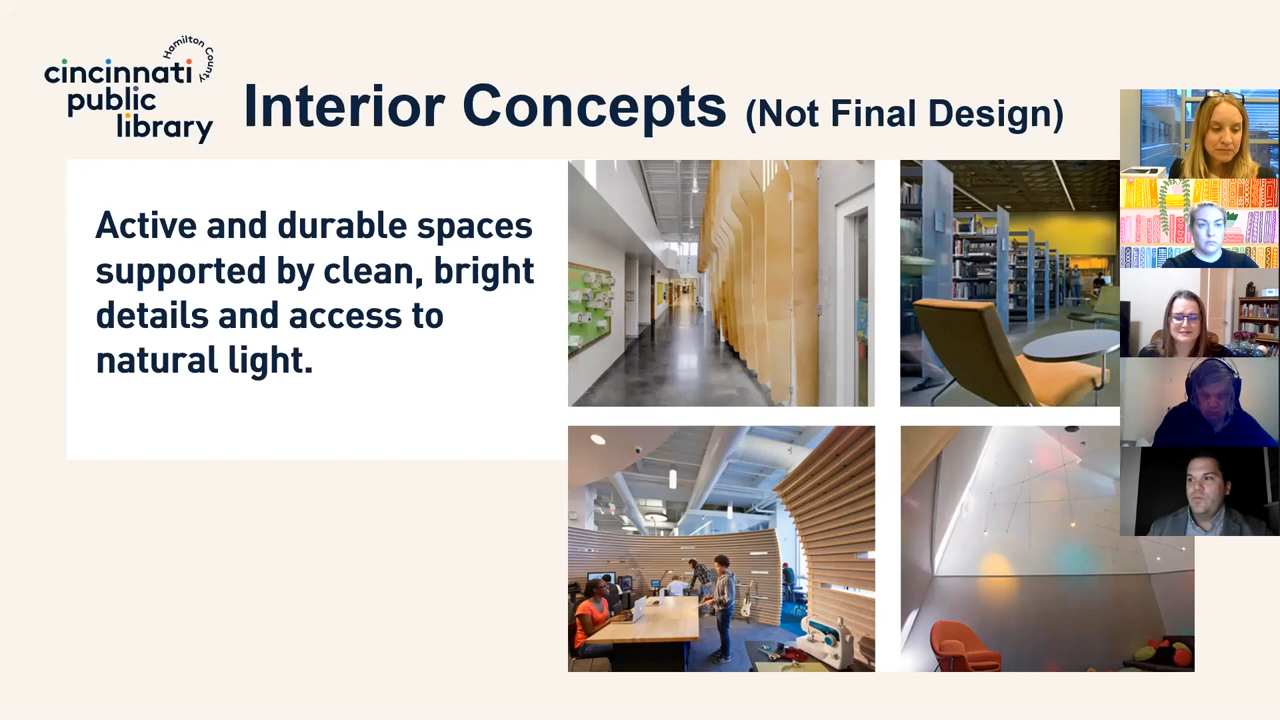 Hamilton County
cincinnati
public
library
Interior Concepts (Not Final Design)
Active and durable spaces
supported by clean, bright
details and access to
natural light.